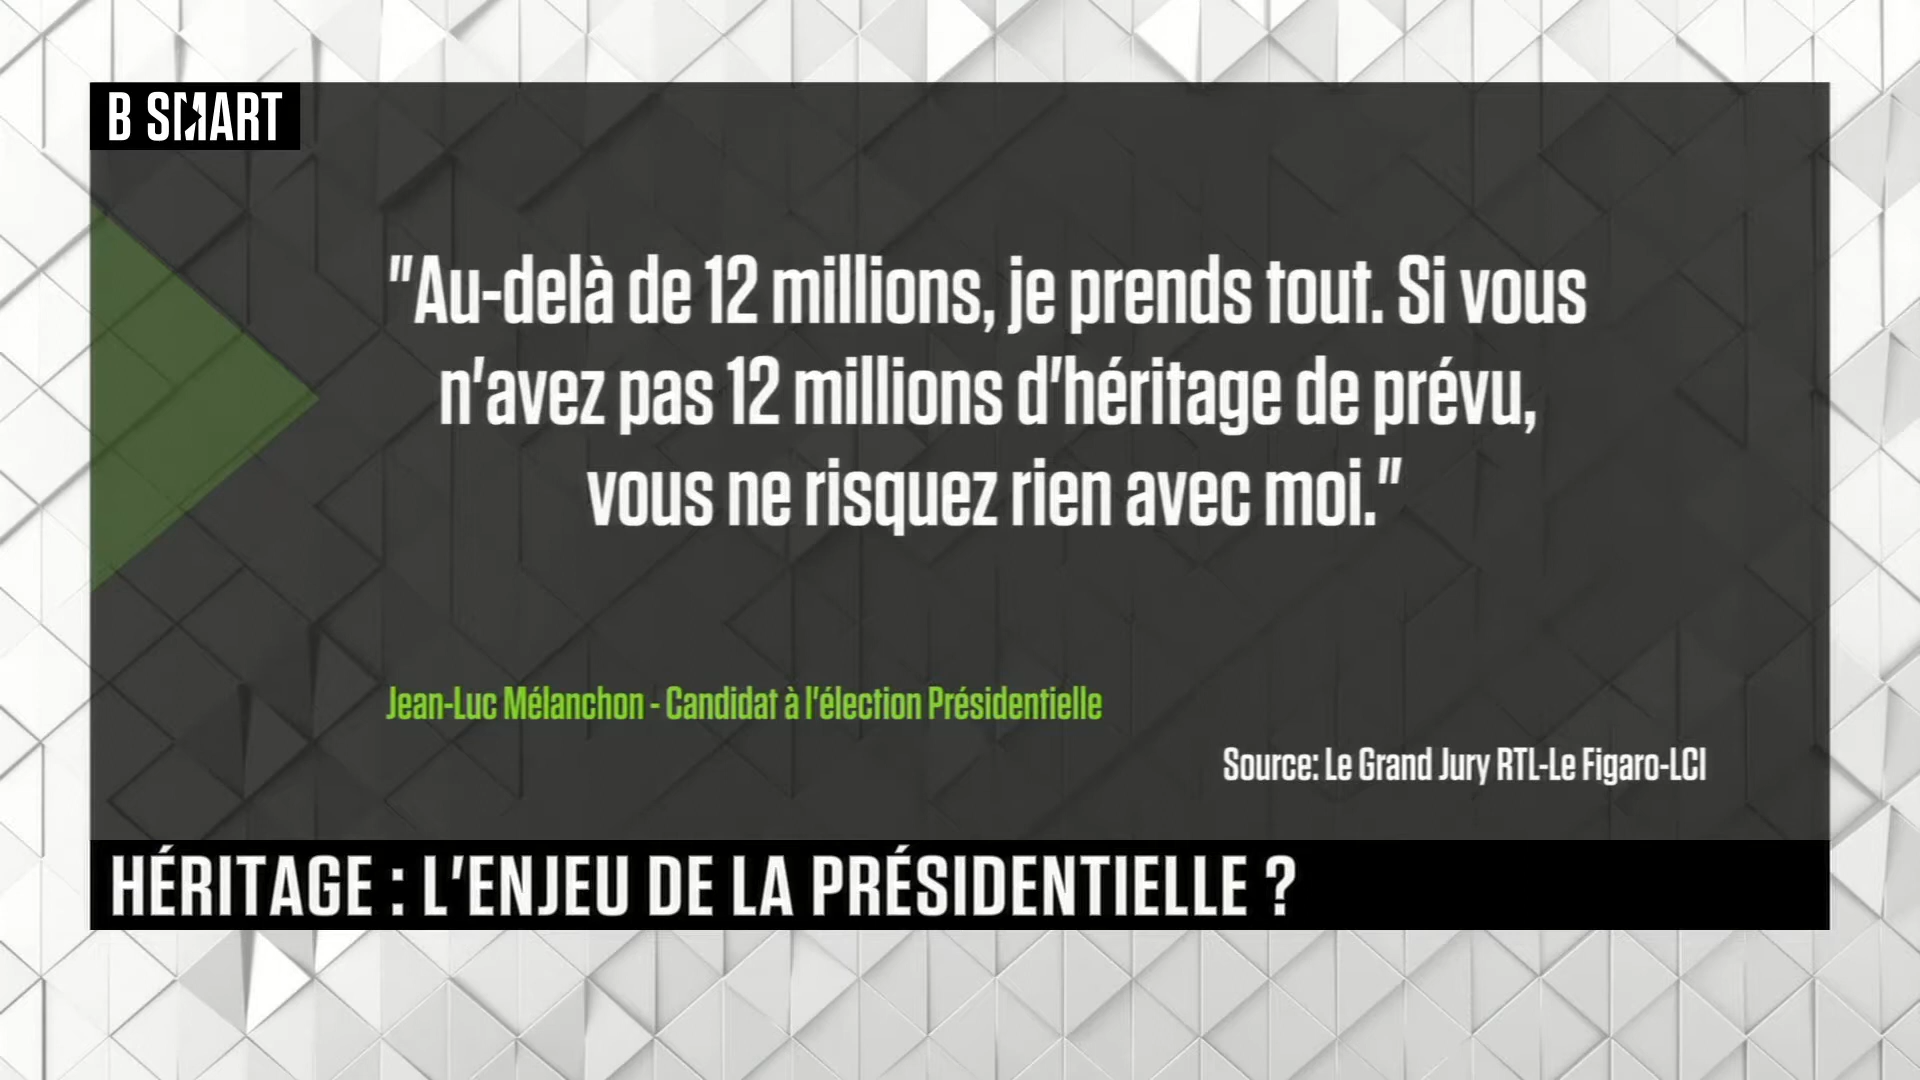 B SMART
"Au-delà de 12 millions, je prends tout. Si vous
n'avez pas 12 millions d'héritage de prévu,
vous ne risquez rien avec moi."
Jean-Luc Mélanchon - Candidat à l'élection Présidentielle
Source: Le Grand Jury RTL-Le Figaro-LCI
HÉRITAGE : L'ENJEU DE LA PRÉSIDENTIELLE ?